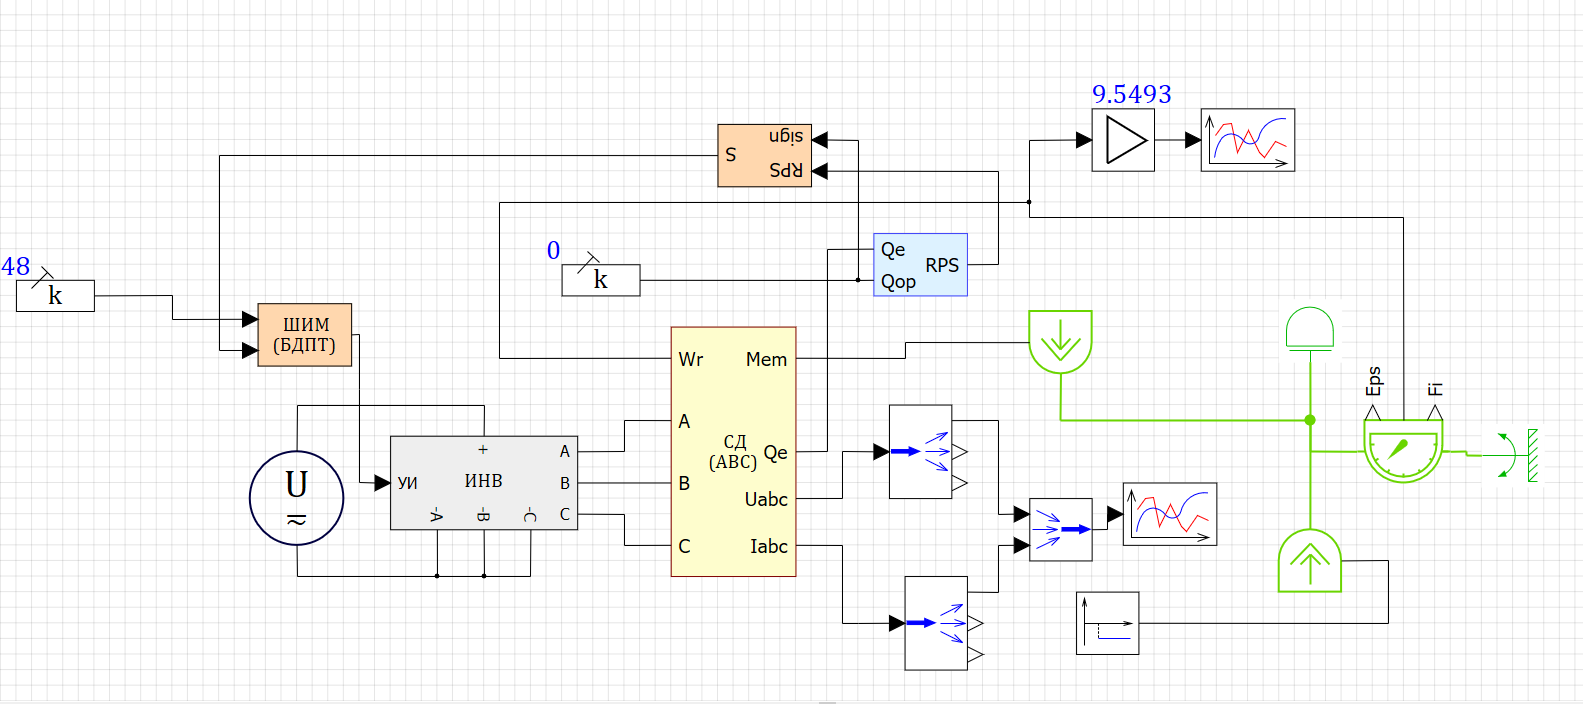 9.5493
sign
S
RPS
0
k
Qe
RPS
Qop
48
k
ШИМ
(БДПТ)
Wr
Mem
Eps
Fi
A
СД
(ABC)
Qe
B
Uabc
C
Iabc
U
+
A
УИ
ИНВ
B
C
-A
-B
-C